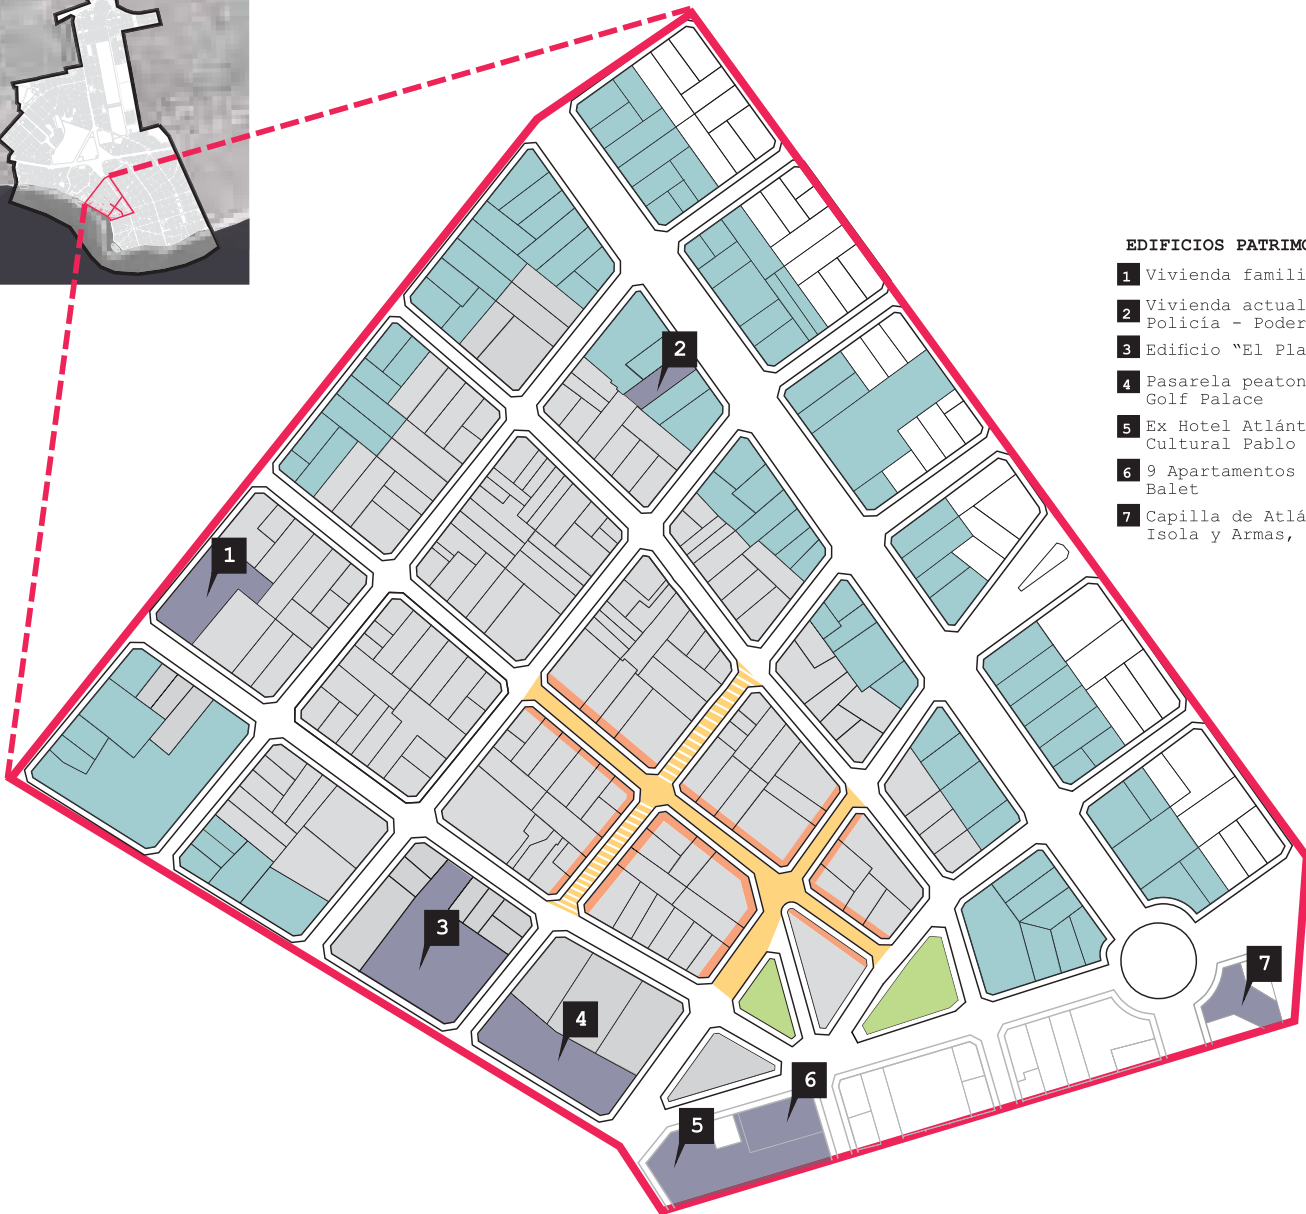 EDIFICIOS PATRIMO
1 Vivienda famili
2 Vivienda actual
Policía - Poder
3 Edificio “El Pla
4 Pasarela peaton
Golf Palace
5 Ex Hotel Atlánt
Cultural Pablo
6 9 Apartamentos
Balet
7 Capilla de Atlá
Isola y Armas,
2
1
3
4
7
6
5